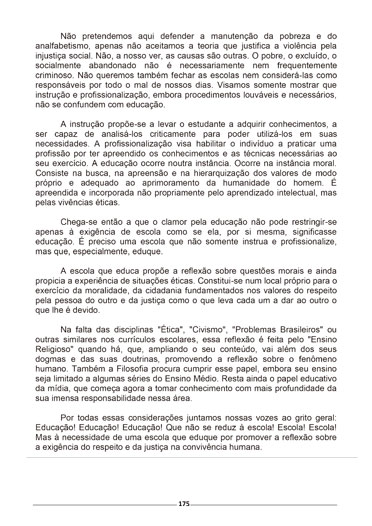 Não pretendemos aqui defender a manutenção da pobreza e do
analfabetismo, apenas não aceitamos a teoria que justifica a violência pela
injustiça social. Não, a nosso ver, as causas são outras. O pobre, o excluído, o
socialmente abandonado não é necessariamente nem frequentemente
criminoso. Não queremos também fechar as escolas nem considerá-las como
responsáveis por todo o mal de nossos dias. Visamos somente mostrar que
instrução e profissionalização, embora procedimentos louváveis e necessários,
não se confundem com educação.
A instrução propõe-se a levar o estudante a adquirir conhecimentos, a
ser capaz de analisá-los criticamente para poder utilizá-los em suas
necessidades. A profissionalização visa habilitar o indivíduo a praticar uma
profissão por ter apreendido os conhecimentos e as técnicas necessárias ao
seu exercício. A educação ocorre noutra instância. Ocorre na instância moral.
Consiste na busca, na apreensão e na hierarquização dos valores de modo
próprio e adequado ao aprimoramento da humanidade do homem. É
apreendida e incorporada não propriamente pelo aprendizado intelectual, mas
pelas vivências éticas.
Chega-se então a que o clamor pela educação não pode restringir-se
apenas à exigência de escola como se ela, por si mesma, significasse
educação. É preciso uma escola que não somente instrua e profissionalize,
mas que, especialmente, eduque.
A escola que educa propõe a reflexão sobre questões morais e ainda
propicia a experiência de situações éticas. Constitui-se num local próprio para o
exercício da moralidade, da cidadania fundamentados nos valores do respeito
pela pessoa do outro e da justiça como o que leva cada um a dar ao outro o
que lhe é devido.
Na falta das disciplinas "Ética", "Civismo", "Problemas Brasileiros" ou
outras similares nos currículos escolares, essa reflexão é feita pelo "Ensino
Religioso" quando há, que, ampliando o seu conteúdo, vai além dos seus
dogmas e das suas doutrinas, promovendo a reflexão sobre o fenômeno
humano. Também a Filosofia procura cumprir esse papel, embora seu ensino
seja limitado a algumas séries do Ensino Médio. Resta ainda o papel educativo
da mídia, que começa agora a tomar conhecimento com mais profundidade da
sua imensa responsabilidade nessa área.
Por todas essas considerações juntamos nossas vozes ao grito geral:
Educação! Educação! Educação! Que não se reduz à escola! Escola! Escola!
Mas à necessidade de uma escola que eduque por promover a reflexão sobre
a exigência do respeito e da justiça na convivência humana.
175